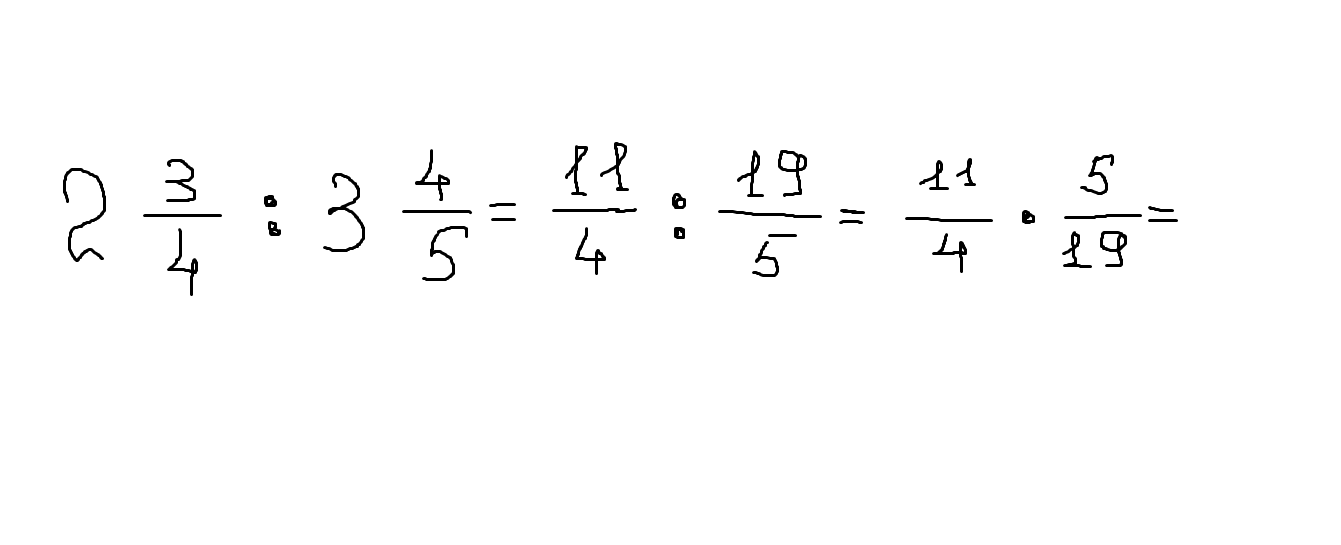 2 3/4 : 3 4/5 = 11/4 : 19/5 = 11/4 · 5/19 =